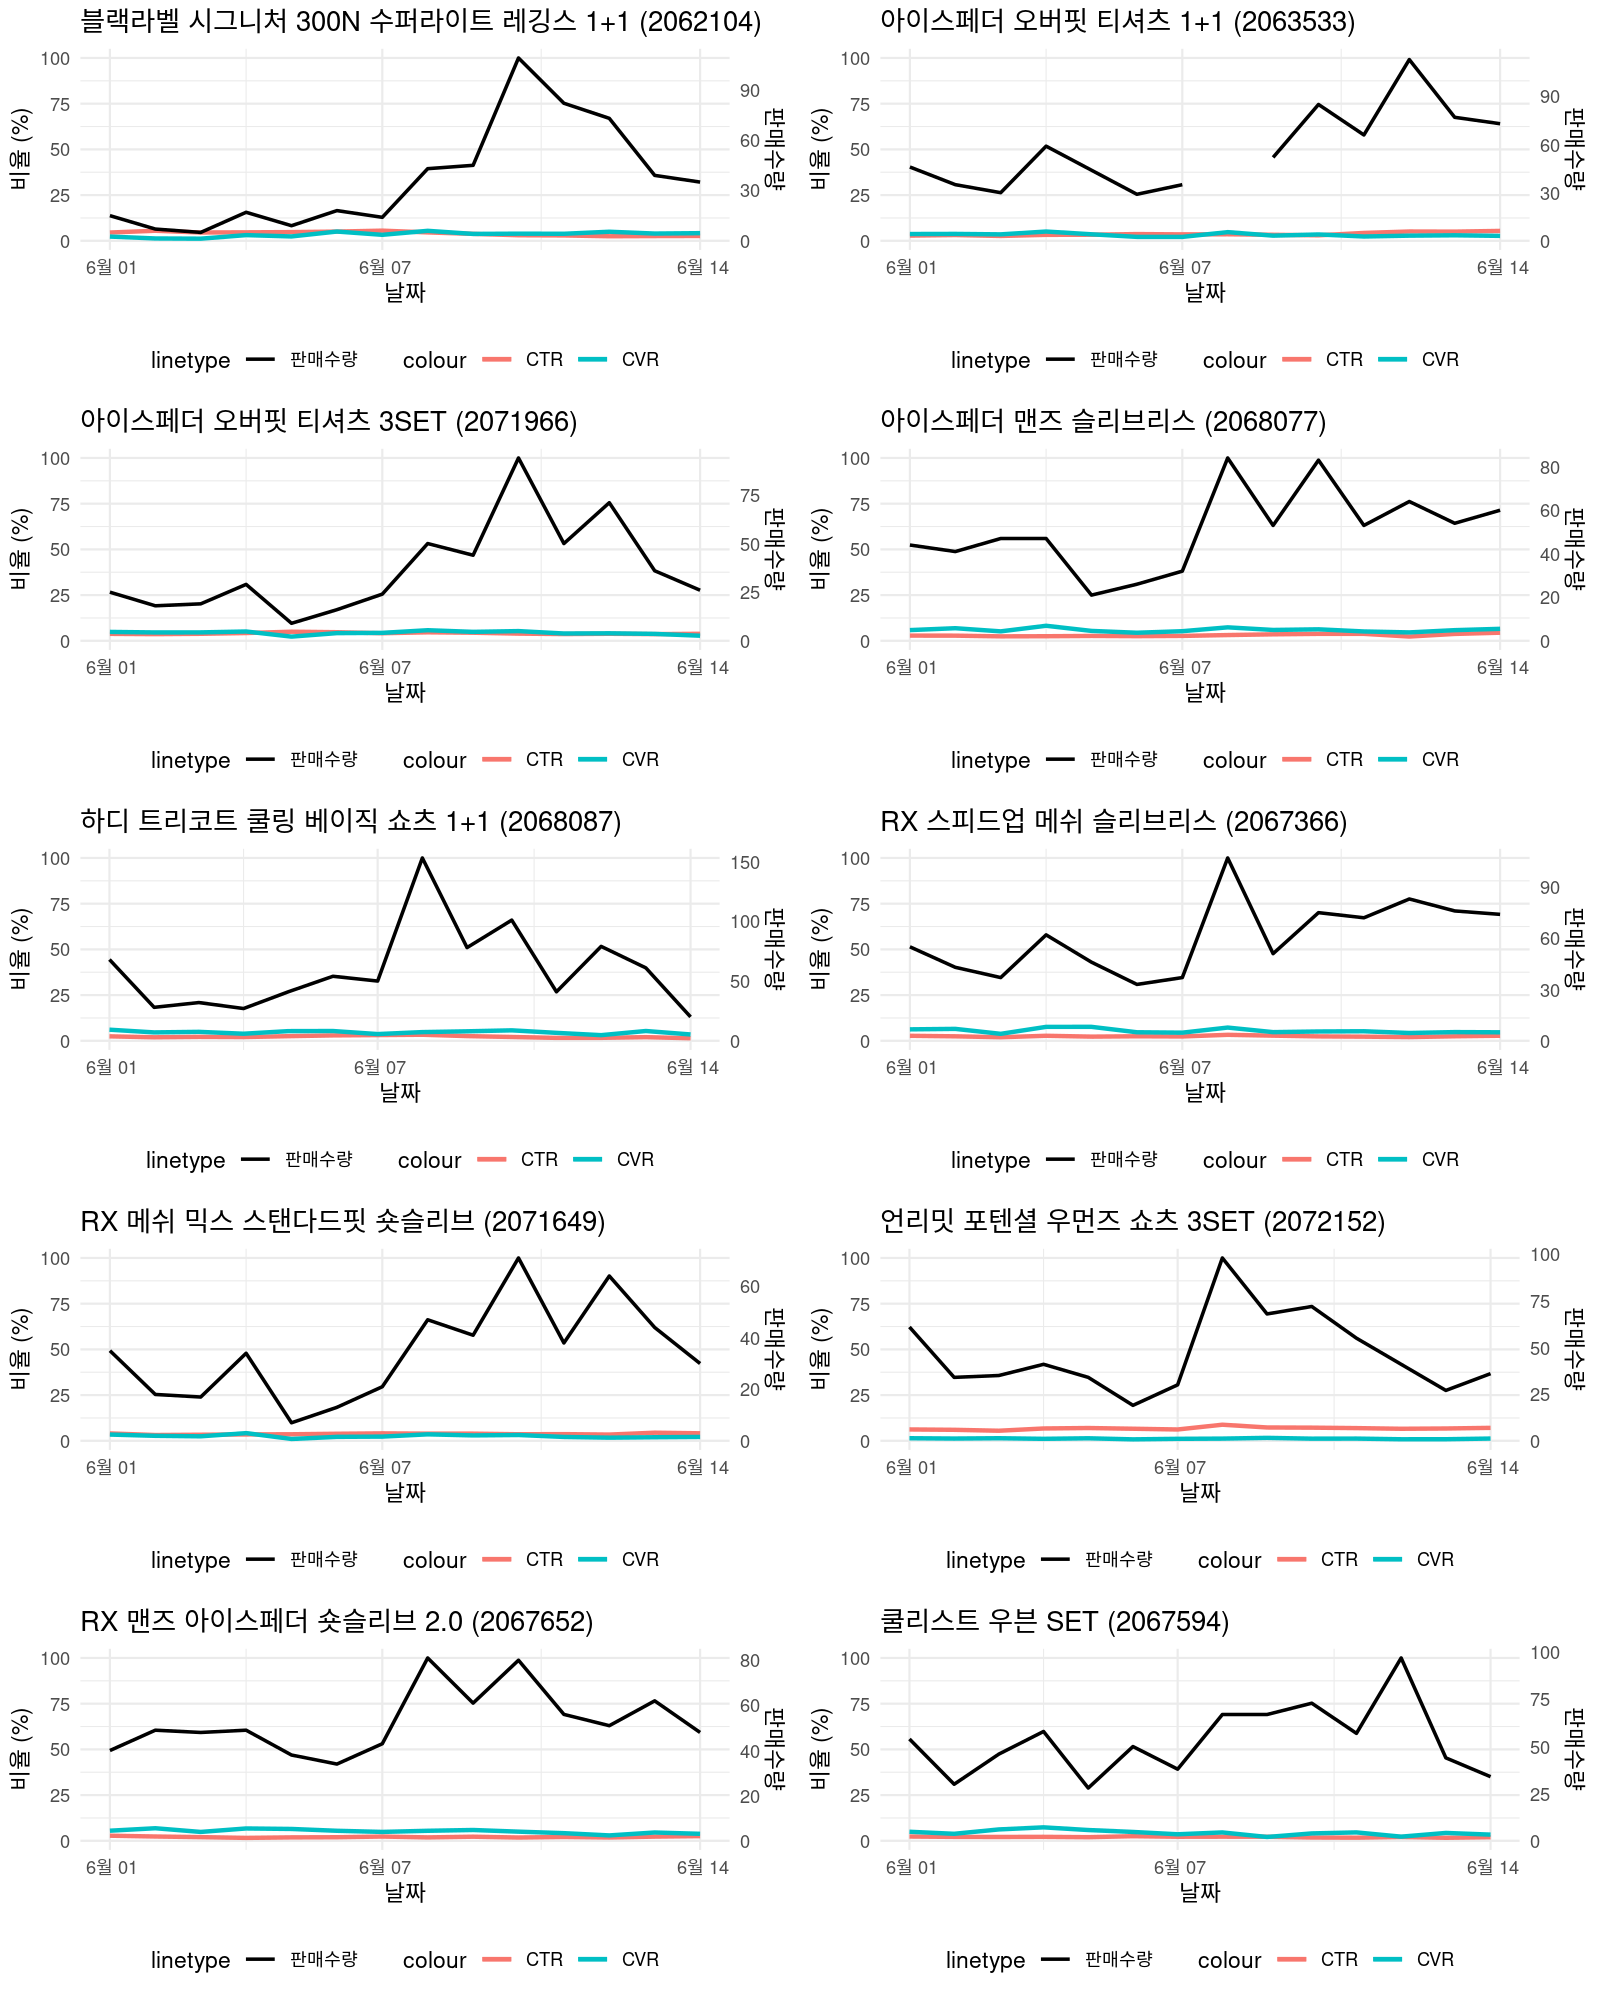 블랙라벨 시그니처 300N 수퍼라이트 레깅스 1+1 (2062104)
100
75
50
25
0
비율 (%)
90
60
30
0
판매수량
6월 01
6월 07
6월 14
날짜
linetype 판매수량 colour CTR CVR
아이스페더 오버핏 티셔츠 1+1 (2063533)
100
75
50
25
0
비율 (%)
90
60
30
0
판매수량
6월 01
6월 07
6월 14
날짜
linetype 판매수량 colour CTR CVR
아이스페더 오버핏 티셔츠 3SET (2071966)
100
75
50
25
0
비율 (%)
75
50
25
0
판매수량
6월 01
6월 07
6월 14
날짜
linetype 판매수량 colour CTR CVR
아이스페더 맨즈 슬리브리스 (2068077)
100
75
50
25
0
비율 (%)
80
60
40
20
0
판매수량
6월 01
6월 07
6월 14
날짜
linetype 판매수량 colour CTR CVR
하디 트리코트 쿨링 베이직 쇼츠 1+1 (2068087)
100
75
50
25
0
비율 (%)
150
100
50
0
판매수량
6월 01
6월 07
6월 14
날짜
linetype 판매수량 colour CTR CVR
RX 스피드업 메쉬 슬리브리스 (2067366)
100
75
50
25
0
비율 (%)
90
60
30
0
판매수량
6월 01
6월 07
6월 14
날짜
linetype 판매수량 colour CTR CVR
RX 메쉬 믹스 스탠다드핏 숏슬리브 (2071649)
100
75
50
25
0
비율 (%)
60
40
20
0
판매수량
6월 01
6월 07
6월 14
날짜
linetype 판매수량 colour CTR CVR
언리밋 포텐셜 우먼즈 쇼츠 3SET (2072152)
100
75
50
25
0
비율 (%)
100
75
50
25
0
판매수량
6월 01
6월 07
6월 14
날짜
linetype 판매수량 colour CTR CVR
RX 맨즈 아이스페더 숏슬리브 2.0 (2067652)
100
75
50
25
0
비율 (%)
80
60
40
20
0
판매수량
6월 01
6월 07
6월 14
날짜
linetype 판매수량 colour CTR CVR
쿨리스트 우븐 SET (2067594)
100
75
50
25
0
비율 (%)
100
75
50
25
0
판매수량
6월 01
6월 07
6월 14
날짜
linetype 판매수량 colour CTR CVR